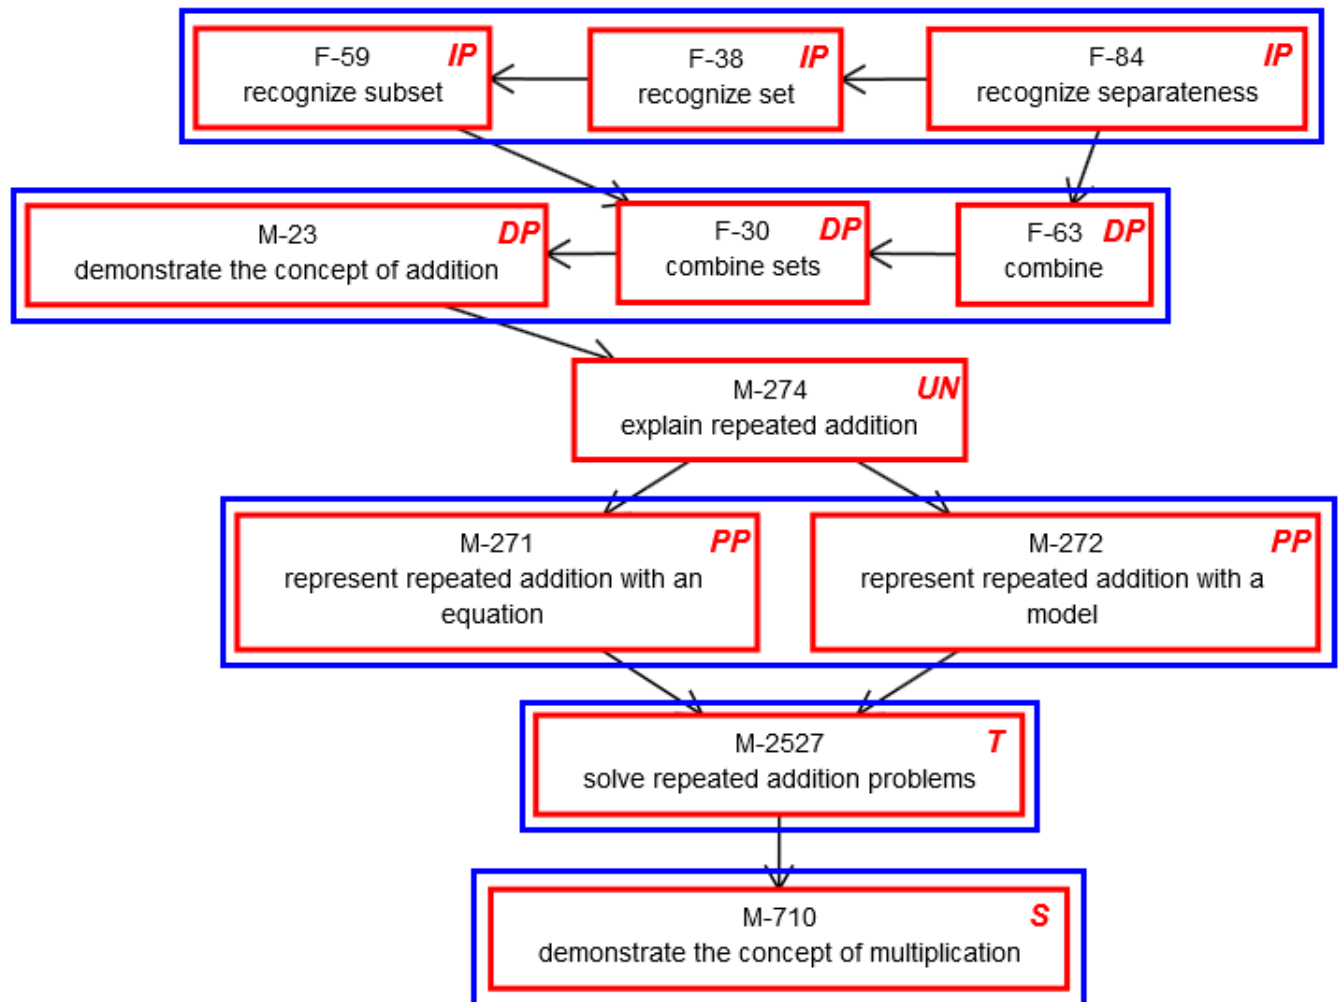 F-59 IP
recognize subset
F-38 IP
recognize set
F-84 IP
recognize separateness
M-23 DP
demonstrate the concept of addition
F-30 DP
combine sets
F-63 DP
combine
M-274 UN
explain repeated addition
M-271 PP
represent repeated addition with an
equation
M-272 PP
represent repeated addition with a
model
M-2527 T
solve repeated addition problems
M-710 S
demonstrate the concept of multiplication